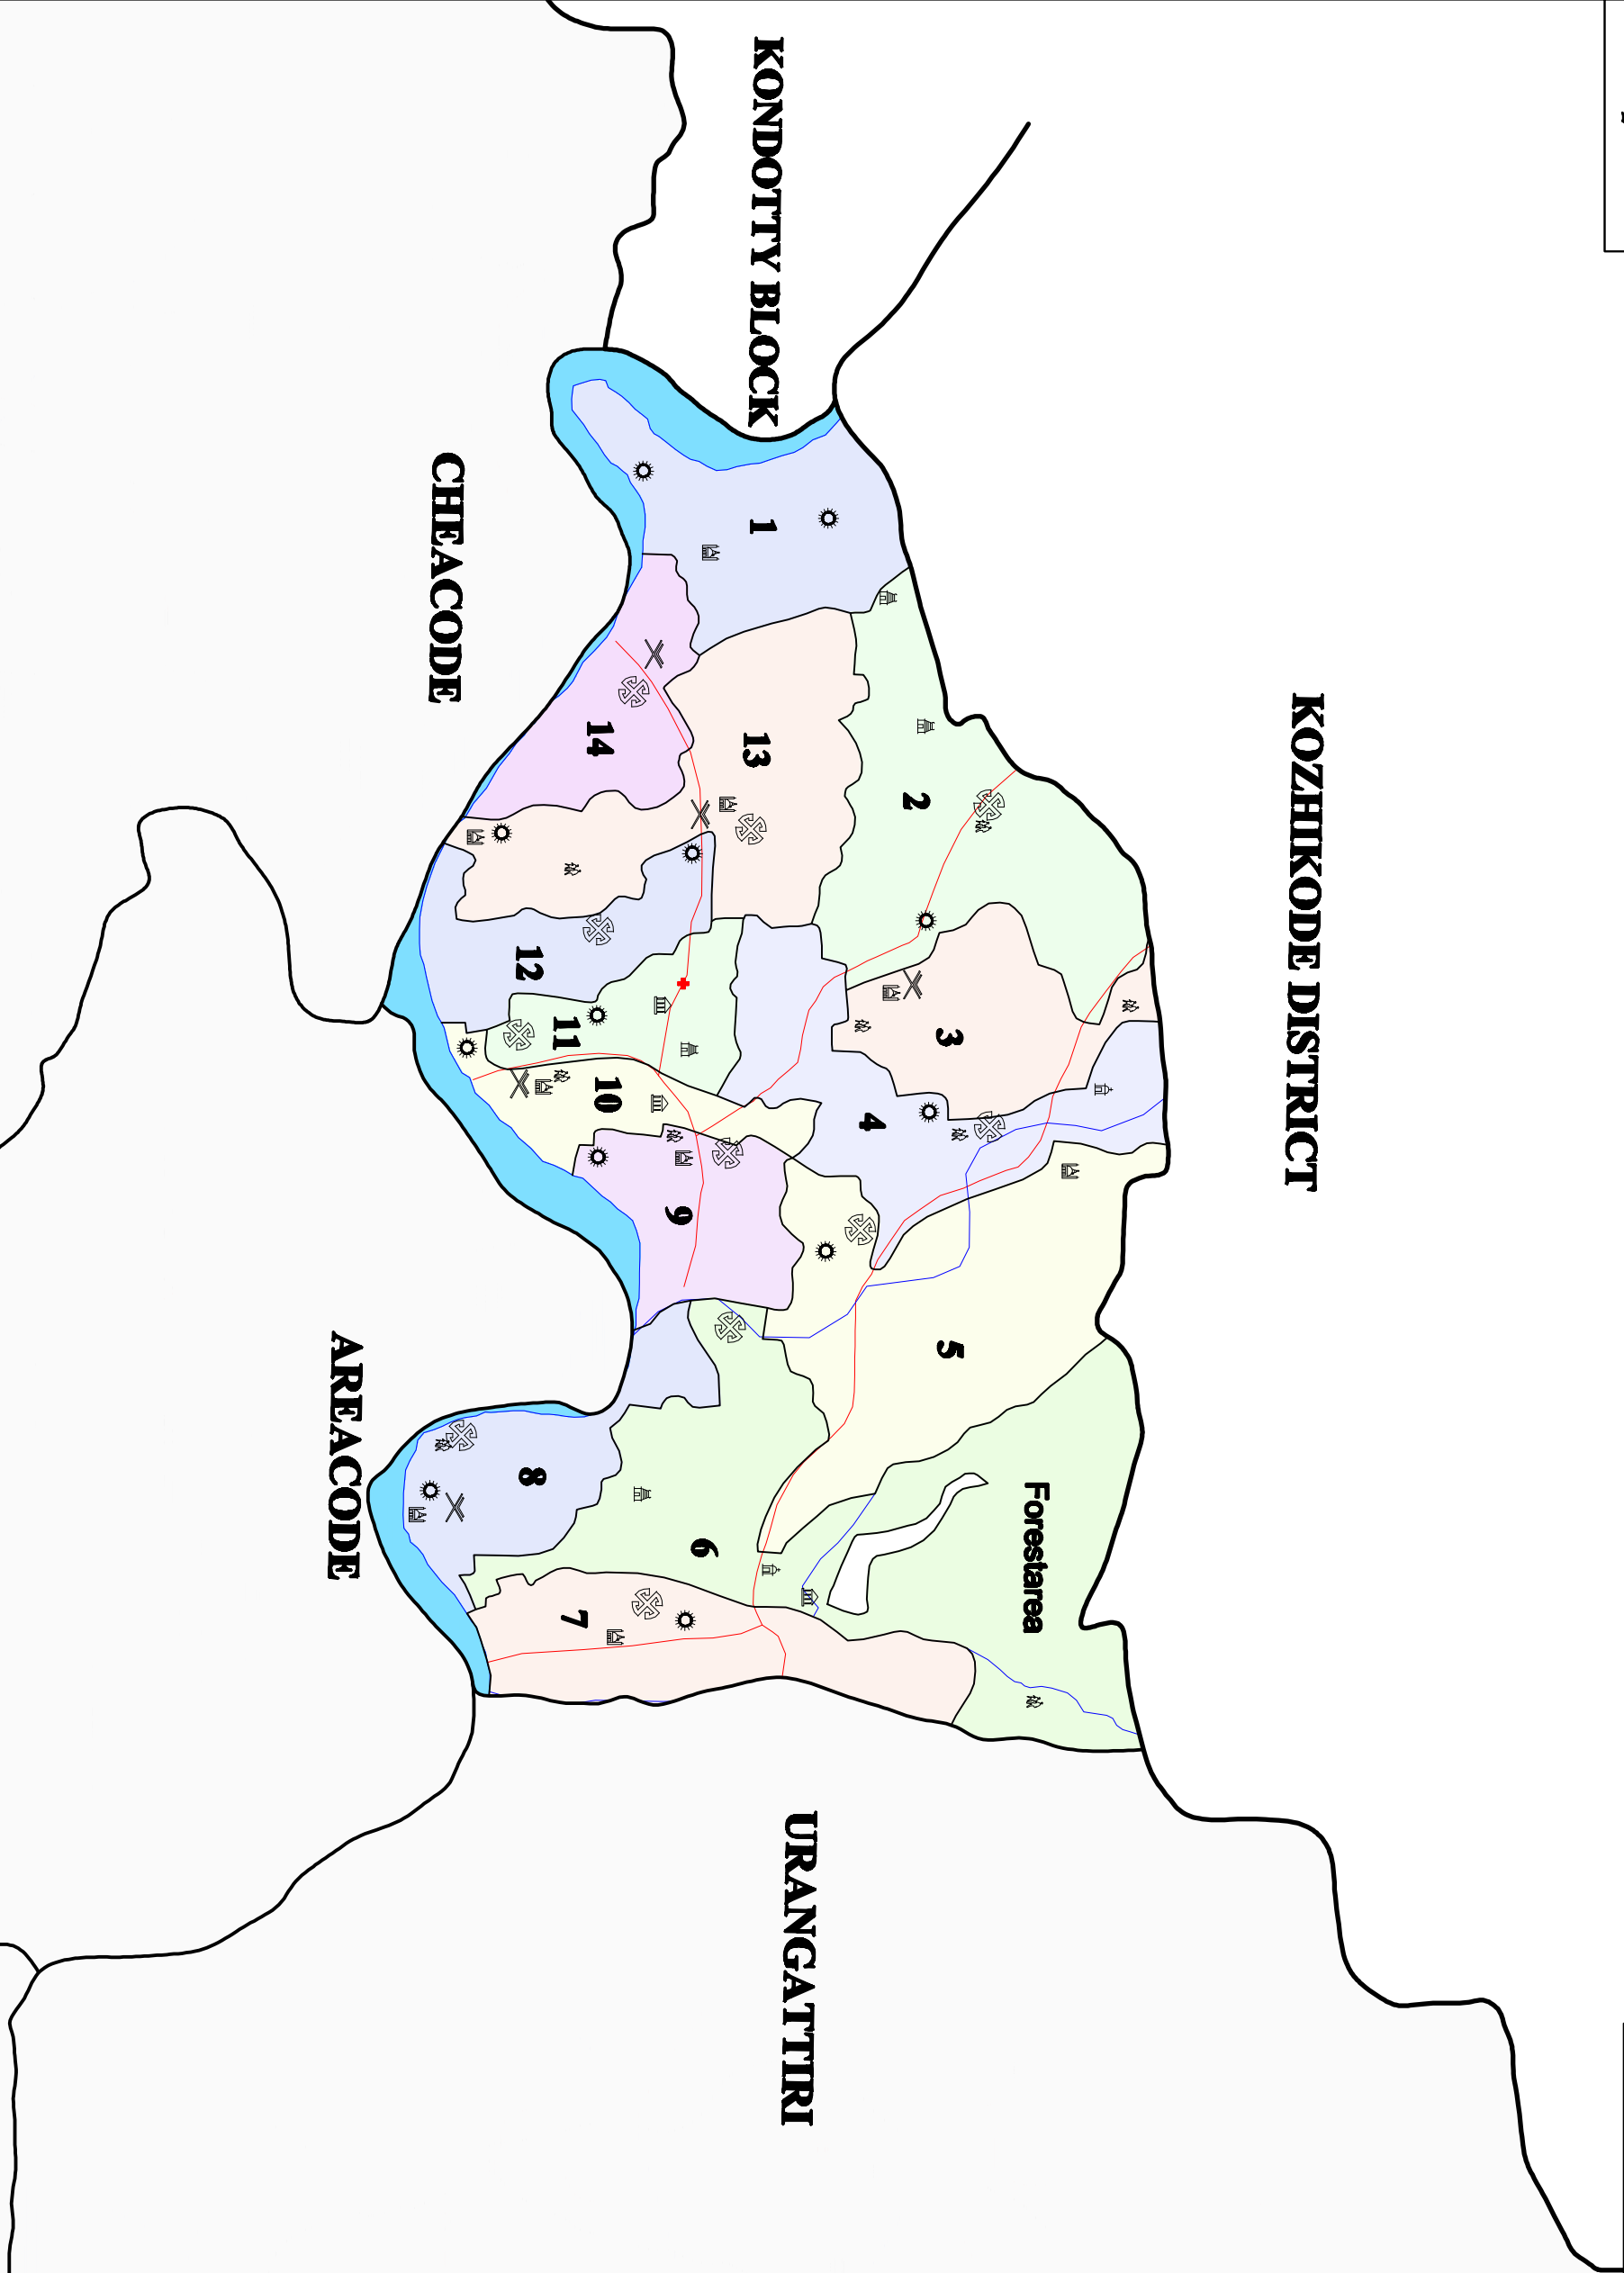 KOZHIKODE DISTRICT
KONDOTTY BLOCK
CHEACODE
AREACODE
URANGATTIRI
Forestarea
1
2
3
4
5
6
7
8
9
10
11
12
13
14